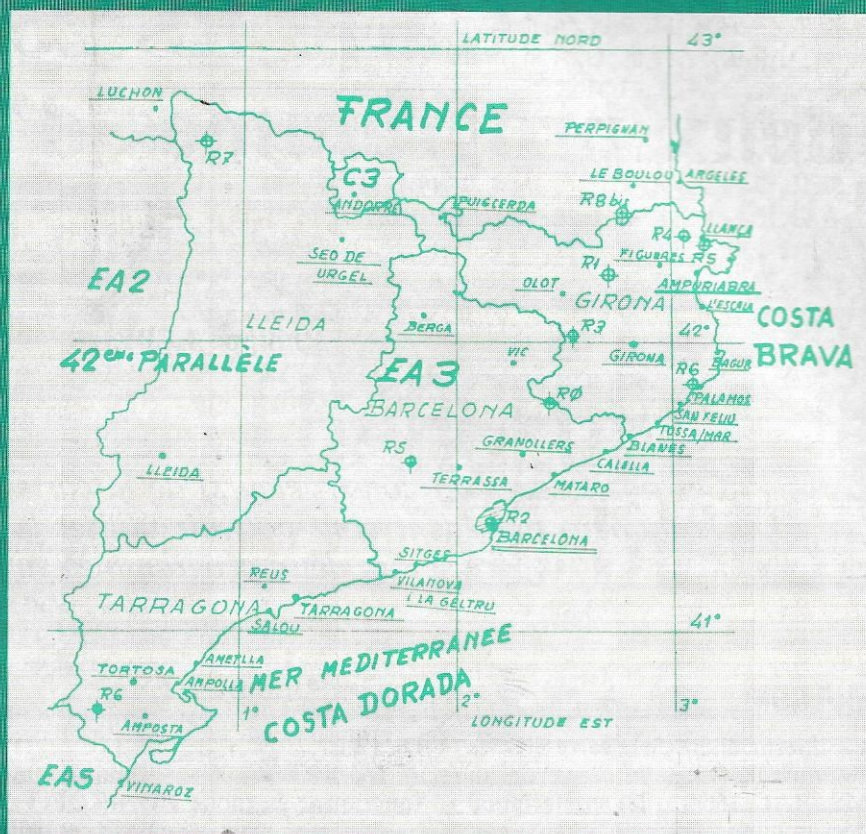 LATITUDE NORD
43°
LUCHON
FRANCE
PERPIGNAN
R7
LE BOULOU
ARGELES
C3
ANDORRE
PUIGCERDA
R8 bis
LLANÇA
R4
SEO DE
URGEL
R1
FIGUERES
R5
EA2
OLOT
AMPURIABRA
GIRONA
L'ESCALA
LLEIDA
BERGA
R3
42°
COSTA
BRAVA
42eme PARALLÈLE
VIC
GIRONA
BAGUR
EA3
R6
PALAMOS
BARCELONA
RØ
SAN FELIU
TOSSA/MAR
GRANOLLERS
BLANES
R5
CALELLA
LLEIDA
TERRASSA
MATARO
R2
BARCELONA
SITGES
REUS
VILANOVA
I LA GELTRU
TARRAGONA
TARRAGONA
SALOU
41°
AMETLLA
MER MEDITERRANEE
TORTOSA
AMPOLLA
COSTA DORADA
R6
1°
2°
3°
AMPOSTA
LONGITUDE EST
EA5
VINAROZ